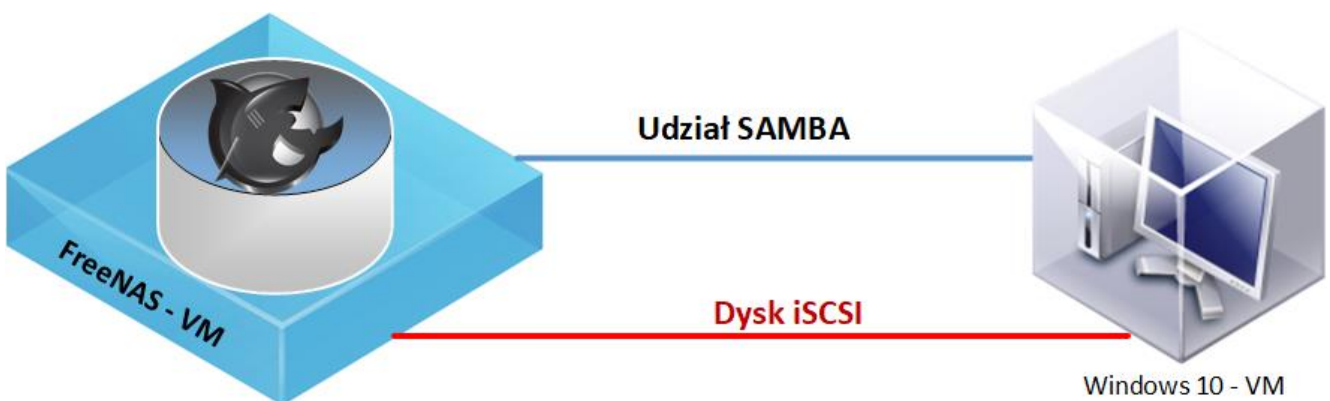 Udział SAMBA
FreeNAS - VM
Dysk iSCSI
Windows 10 - VM